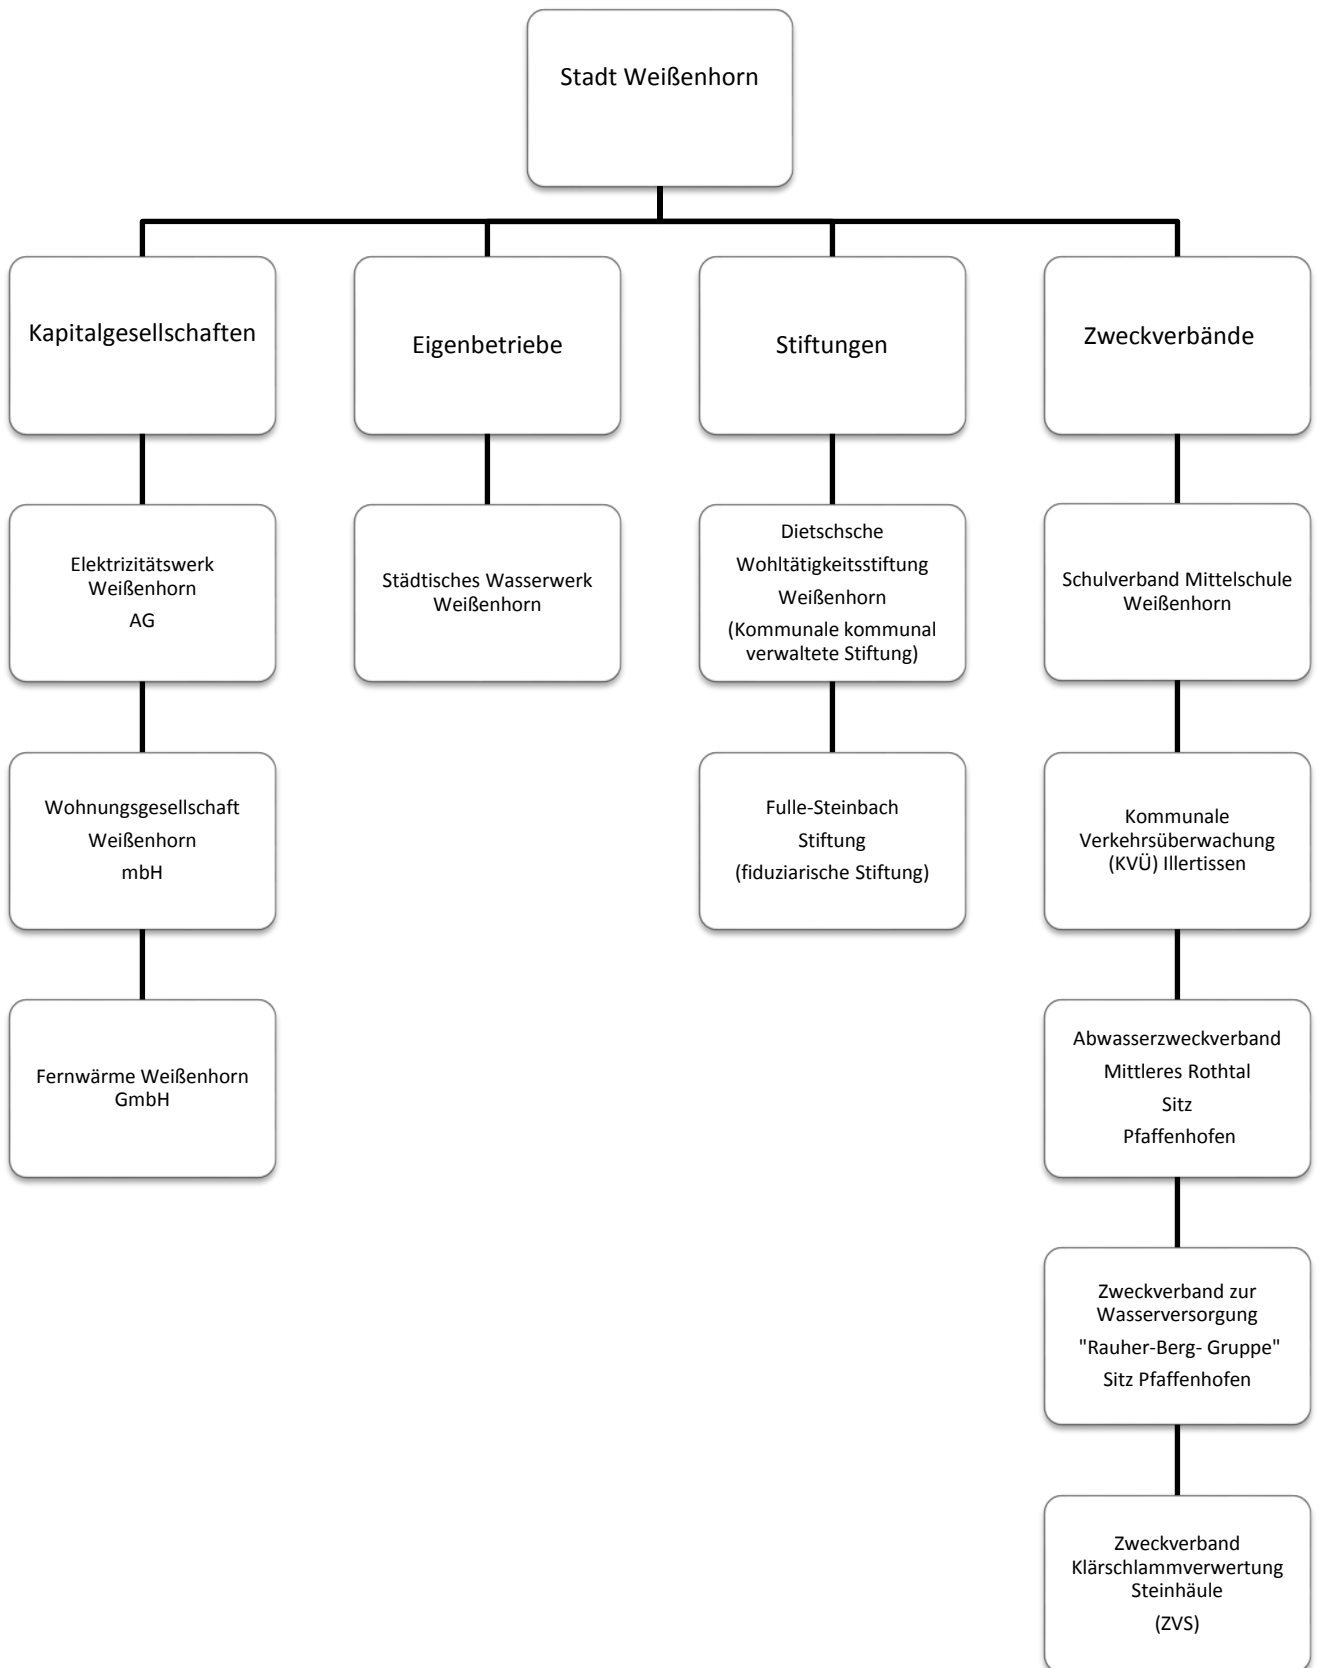 Stadt Weißenhorn
Kapitalgesellschaften
Eigenbetriebe
Stiftungen
Zweckverbände
Elektrizitätswerk
Weißenhorn
AG
Städtisches Wasserwerk
Weißenhorn
Dietschsche
Wohltätigkeitsstiftung
Weißenhorn
(Kommunale kommunal
verwaltete Stiftung)
Schulverband Mittelschule
Weißenhorn
Wohnungsgesellschaft
Weißenhorn
mbH
Fulle-Steinbach
Stiftung
(fiduziarische Stiftung)
Kommunale
Verkehrsüberwachung
(KVÜ) Illertissen
Fernwärme Weißenhorn
GmbH
Abwasserzweckverband
Mittleres Rothtal
Sitz
Pfaffenhofen
Zweckverband zur
Wasserversorgung
"Rauher-Berg- Gruppe"
Sitz Pfaffenhofen
Zweckverband
Klärschlammverwertung
Steinhäule
(ZVS)